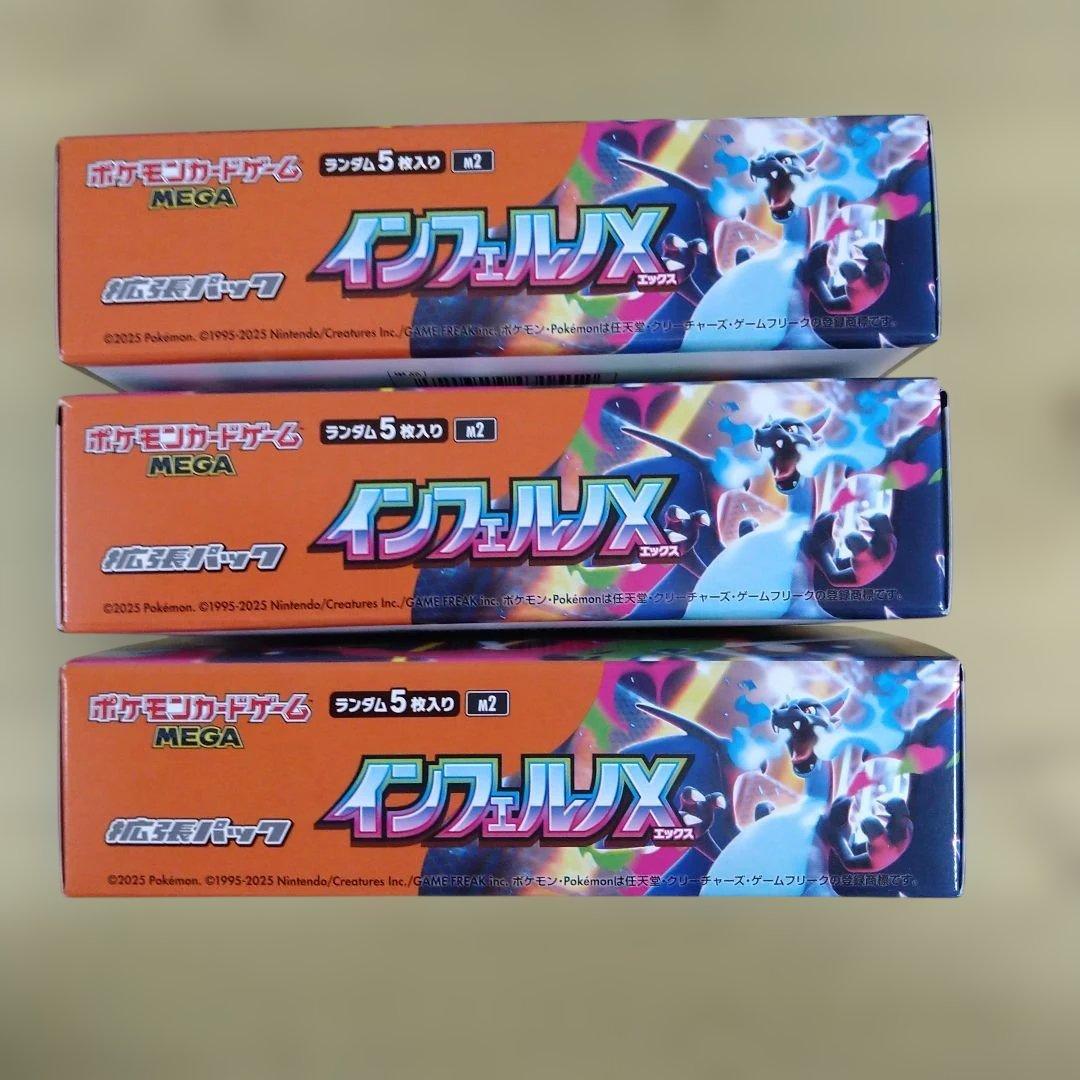 ポケモンカードゲーム
MEGA
ランダム5枚入り M2
インフェルノX
エックス
拡張パック
©2025 Pokémon. ©1995-2025 Nintendo/Creatures Inc./GAME FREAK inc. ポケモン・Pokémonは任天堂・クリーチャーズ・ゲームフリークの登録商標です。
ポケモンカードゲーム
MEGA
ランダム5枚入り M2
インフェルノX
エックス
拡張パック
©2025 Pokémon. ©1995-2025 Nintendo/Creatures Inc./GAME FREAK inc. ポケモン・Pokémonは任天堂・クリーチャーズ・ゲームフリークの登録商標です。
ポケモンカードゲーム
MEGA
ランダム5枚入り M2
インフェルノX
エックス
拡張パック
©2025 Pokémon. ©1995-2025 Nintendo/Creatures Inc./GAME FREAK inc. ポケモン・Pokémonは任天堂・クリーチャーズ・ゲームフリークの登録商標です。